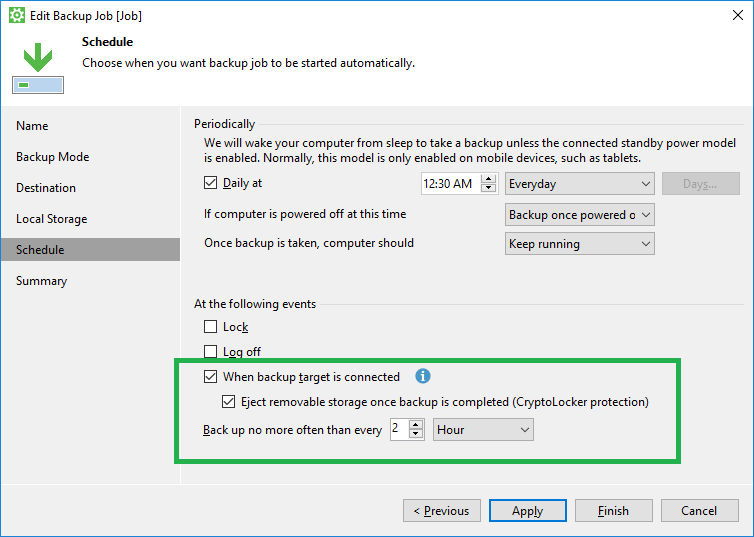 Edit Backup Job [Job]
Schedule
Choose when you want backup job to be started automatically.
Name
Backup Mode
Destination
Local Storage
Schedule
Summary
Periodically
We will wake your computer from sleep to take a backup unless the connected standby power model
is enabled. Normally, this model is only enabled on mobile devices, such as tablets.
Daily at 12:30 AM Everyday Days...
If computer is powered off at this time Backup once powered o
Once backup is taken, computer should Keep running
At the following events
Lock
Log off
When backup target is connected
Eject removable storage once backup is completed (CryptoLocker protection)
Back up no more often than every 2 Hour
< Previous Apply Finish Cancel